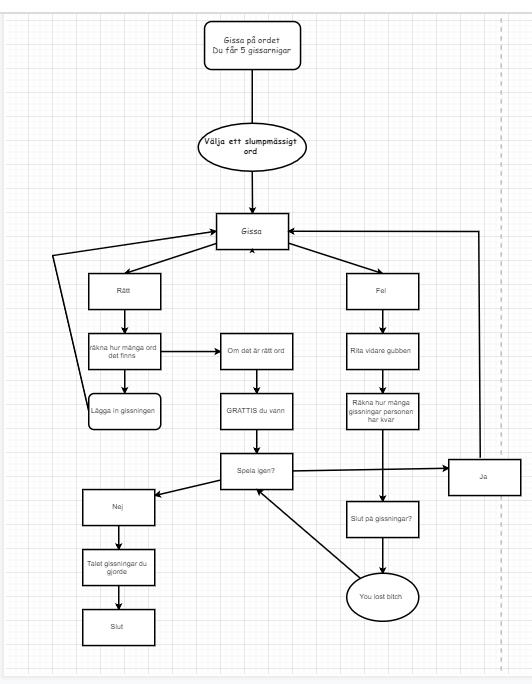 Gissa på ordet
Du får 5 gissarnigar
Välja ett slumpmässigt
ord
Gissa
Rätt
Fel
räkna hur många ord
det finns
Om det är rätt ord
Rita vidare gubben
Lägga in gissningen
GRATTIS du vann
Räkna hur många
gissningar personen
har kvar
Spela igen?
Ja
Nej
Slut på gissningar?
Talet gissningar du
gjorde
You lost bitch
Slut